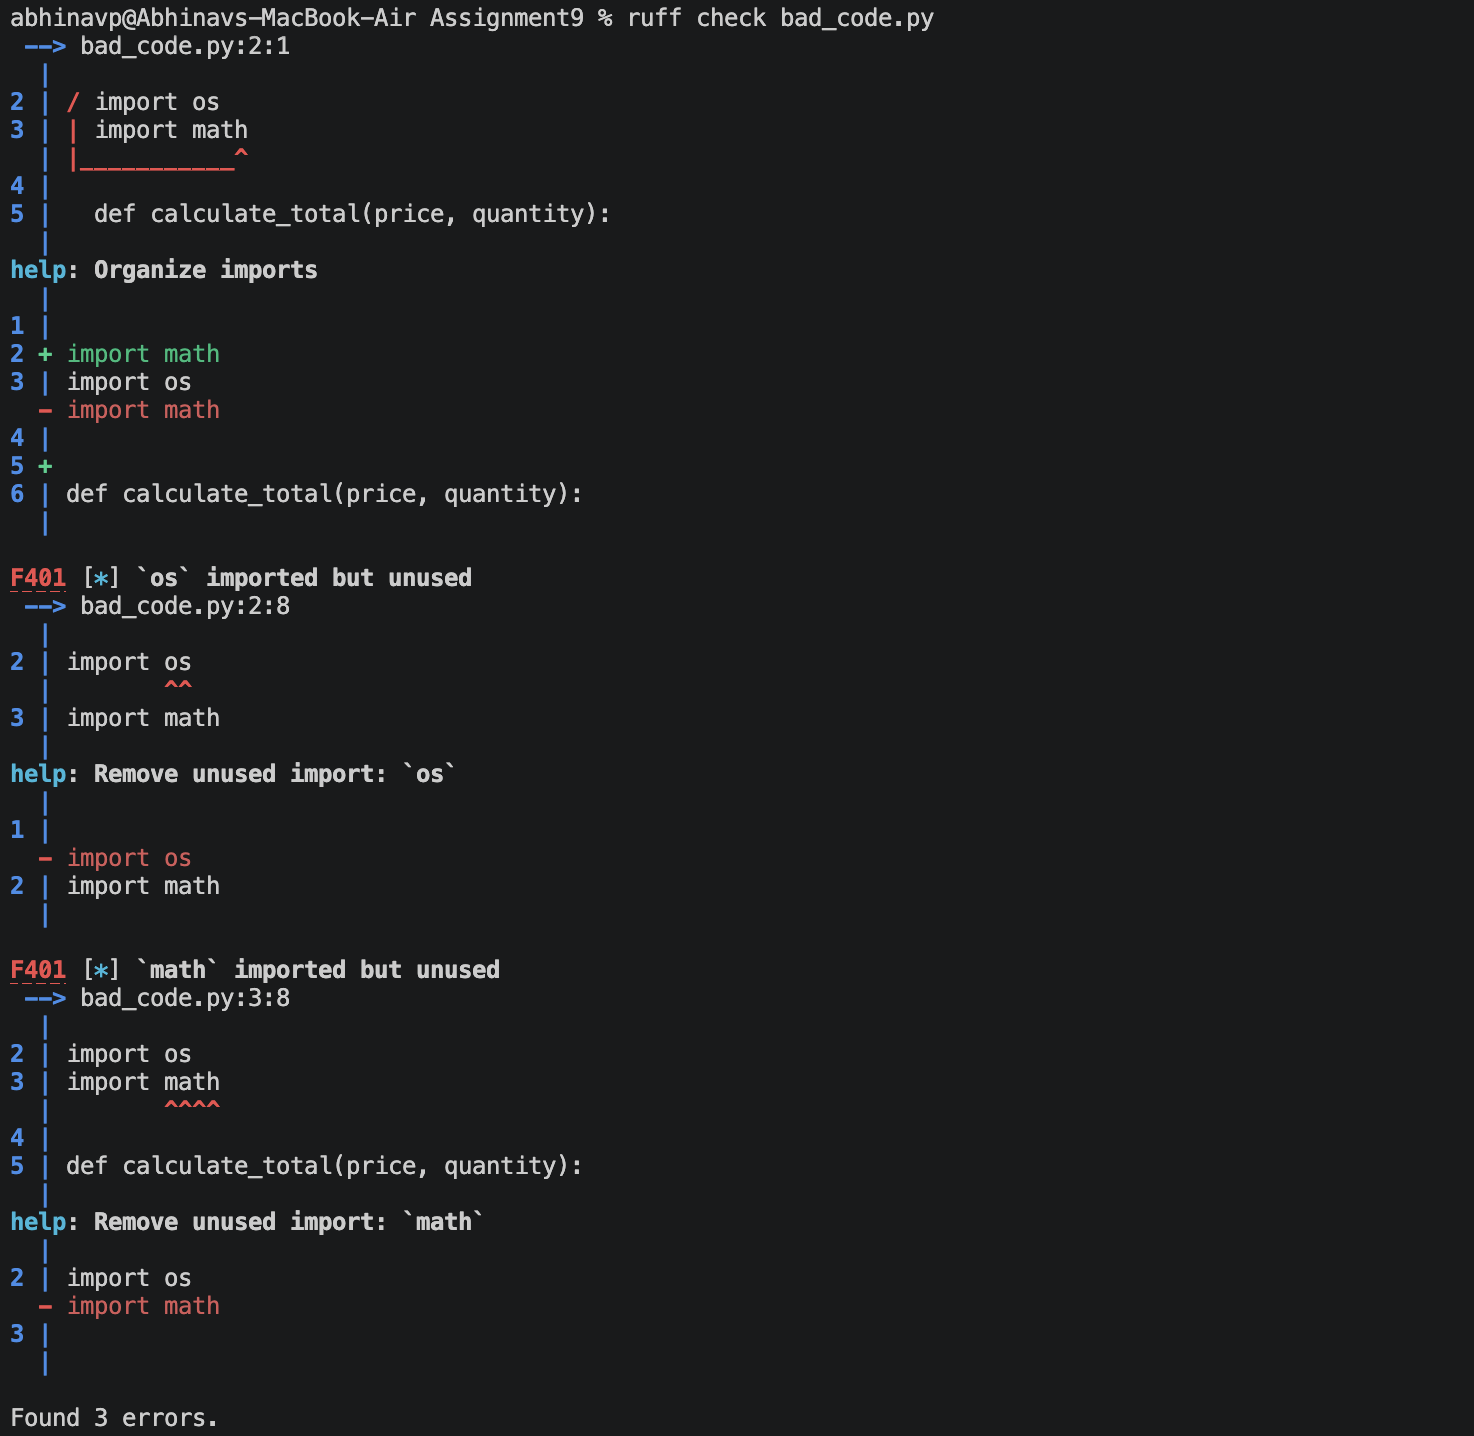 abhinavp@Abhinavs-MacBook-Air Assignment9 % ruff check bad_code.py
 --> bad_code.py:2:1
  |
2 | / import os
3 | | import math
  | |___________^
4 |
5 |   def calculate_total(price, quantity):
  |
help: Organize imports
  |
1 |
2 + import math
3 | import os
  - import math
4 |
5 +
6 | def calculate_total(price, quantity):
  |

F401 [*] `os` imported but unused
 --> bad_code.py:2:8
  |
2 | import os
  |        ^^
3 | import math
  |
help: Remove unused import: `os`
  |
1 |
  - import os
2 | import math
  |

F401 [*] `math` imported but unused
 --> bad_code.py:3:8
  |
2 | import os
3 | import math
  |        ^^^^
4 |
5 | def calculate_total(price, quantity):
  |
help: Remove unused import: `math`
  |
2 | import os
  - import math
3 |
  |

Found 3 errors.